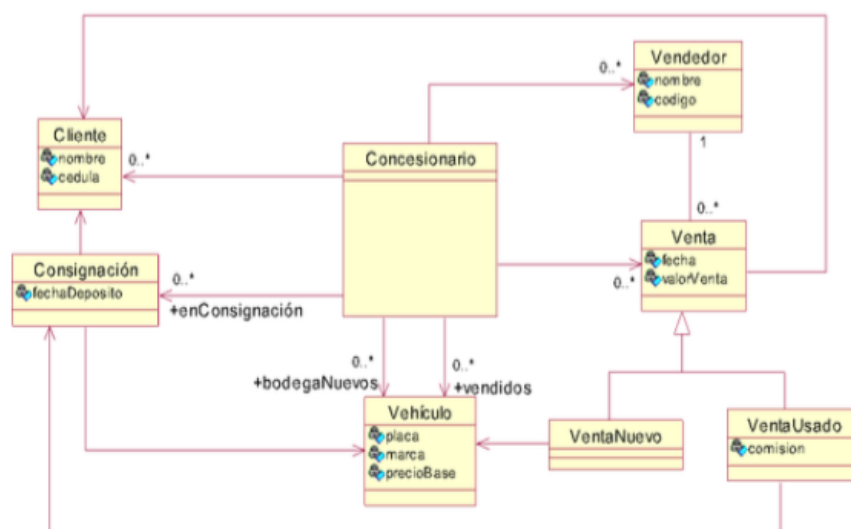 Vendedor
nombre
codigo
0..*
1
Cliente
nombre
cedula
0..*
Concesionario
0..*
Venta
fecha
valorVenta
0..*
Consignación
fechaDeposito
0..*
+enConsignación
0..*
+bodegaNuevos
0..*
+vendidos
Vehículo
placa
marca
precioBase
VentaNuevo
VentaUsado
comision